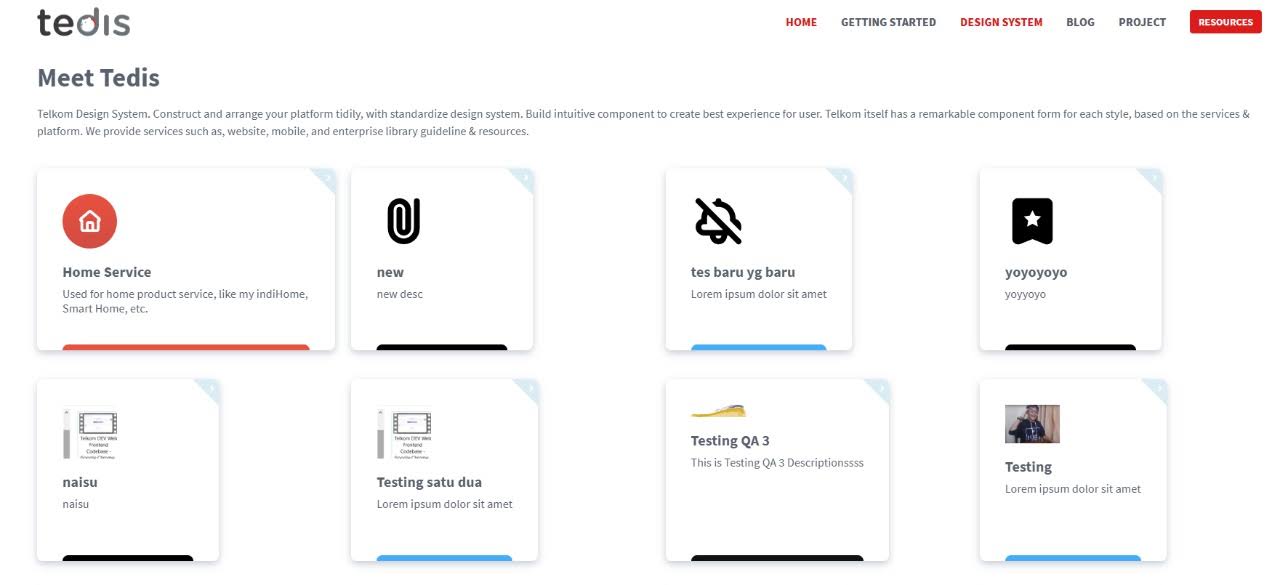 tedis
HOME GETTING STARTED DESIGN SYSTEM BLOG PROJECT RESOURCES
Meet Tedis
Telkom Design System. Construct and arrange your platform tidily, with standardize design system. Build intuitive component to create best experience for user. Telkom itself has a remarkable component form for each style, based on the services &
platform. We provide services such as, website, mobile, and enterprise library guideline & resources.
Home Service
Used for home product service, like my indiHome,
Smart Home, etc.
new
new desc
tes baru yg baru
Lorem ipsum dolor sit amet
yoyoyoyo
yoyyoyo
Telkom DEV Web
Frontend
Codebase -
naisu
naisu
Telkom DEV Web
Frontend
Codebase -
Testing satu dua
Lorem ipsum dolor sit amet
Testing QA 3
This is Testing QA 3 Descriptionssss
Testing
Lorem ipsum dolor sit amet